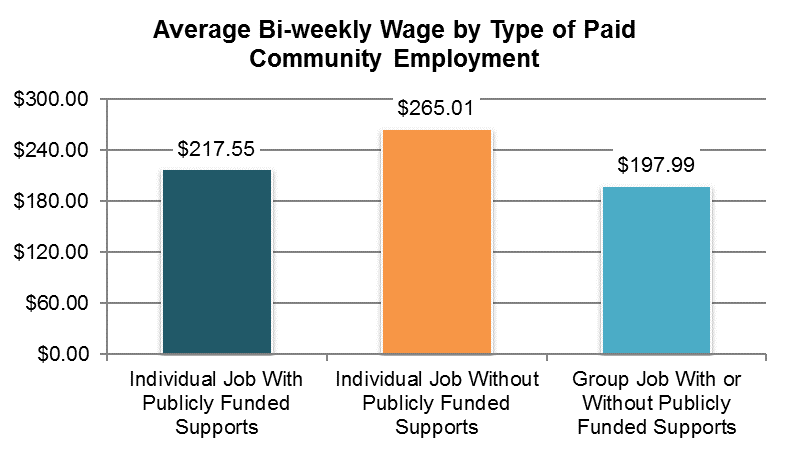 Average Bi-weekly Wage by Type of Paid
Community Employment
$300.00
$240.00
$180.00
$120.00
$60.00
$0.00
$217.55
$265.01
$197.99
Individual Job With
Publicly Funded
Supports
Individual Job Without
Publicly Funded
Supports
Group Job With or
Without Publicly
Funded Supports